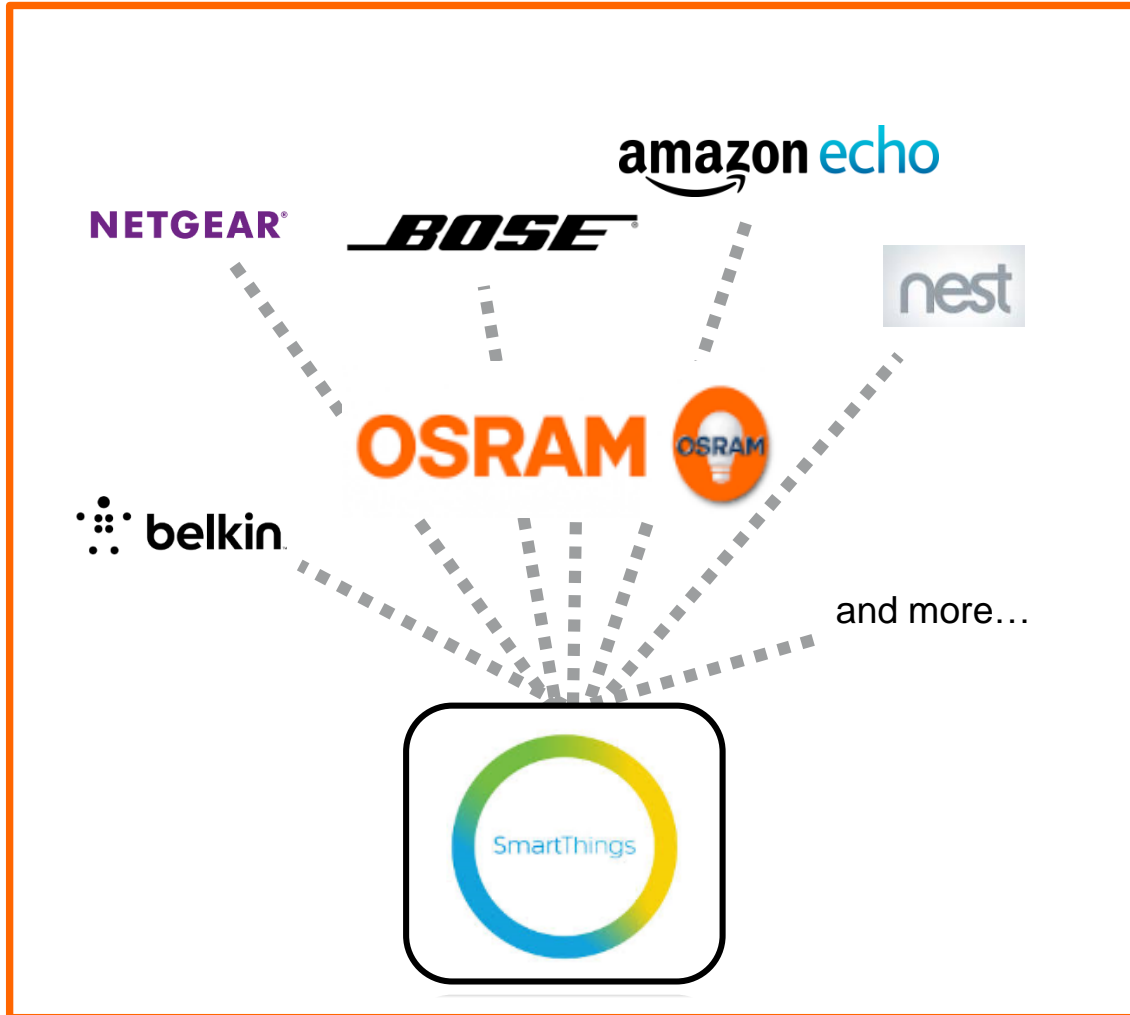 amazon echo
NETGEAR®
BOSE®
nest
OSRAM
OSRAM
belkin
and more…
SmartThings